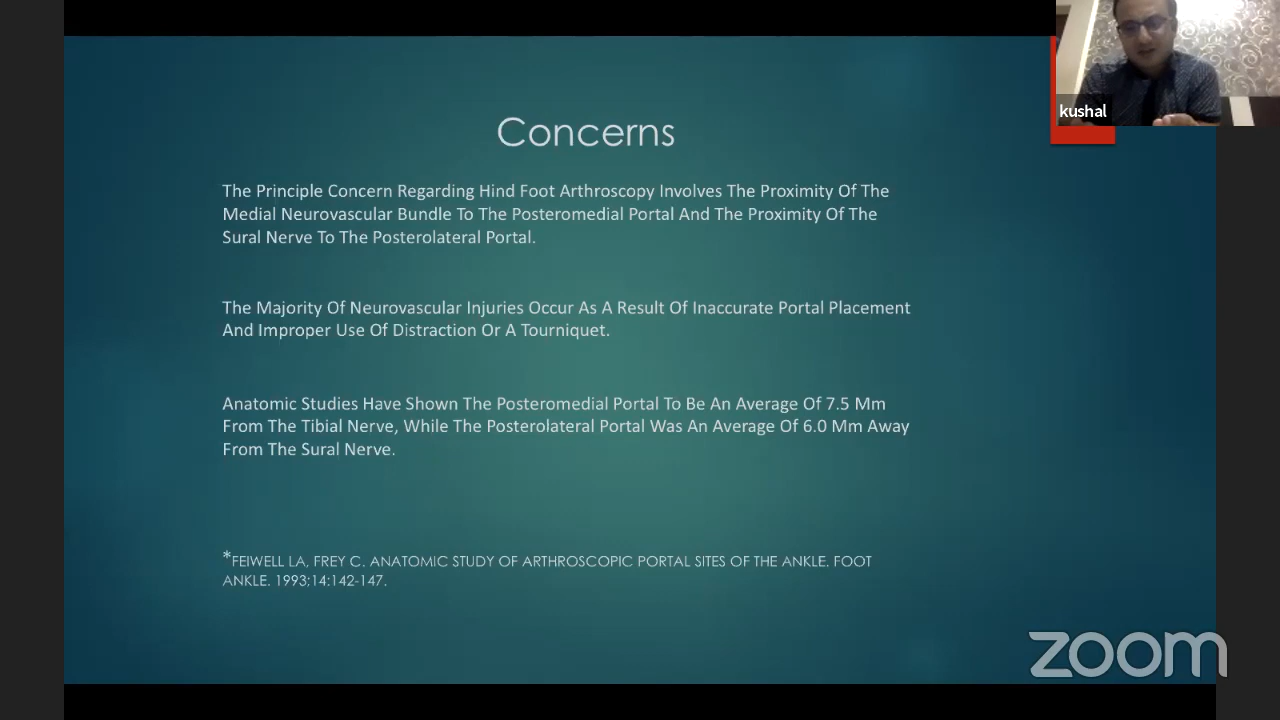 kushal
Concerns
The Principle Concern Regarding Hind Foot Arthroscopy Involves The Proximity Of The
Medial Neurovascular Bundle To The Posteromedial Portal And The Proximity Of The
Sural Nerve To The Posterolateral Portal.
The Majority Of Neurovascular Injuries Occur As A Result Of Inaccurate Portal Placement
And Improper Use Of Distraction Or A Tourniquet.
Anatomic Studies Have Shown The Posteromedial Portal To Be An Average Of 7.5 Mm
From The Tibial Nerve, While The Posterolateral Portal Was An Average Of 6.0 Mm Away
From The Sural Nerve.
*FEIWELL LA, FREY C. ANATOMIC STUDY OF ARTHROSCOPIC PORTAL SITES OF THE ANKLE. FOOT
ANKLE. 1993;14:142-147.
zoom